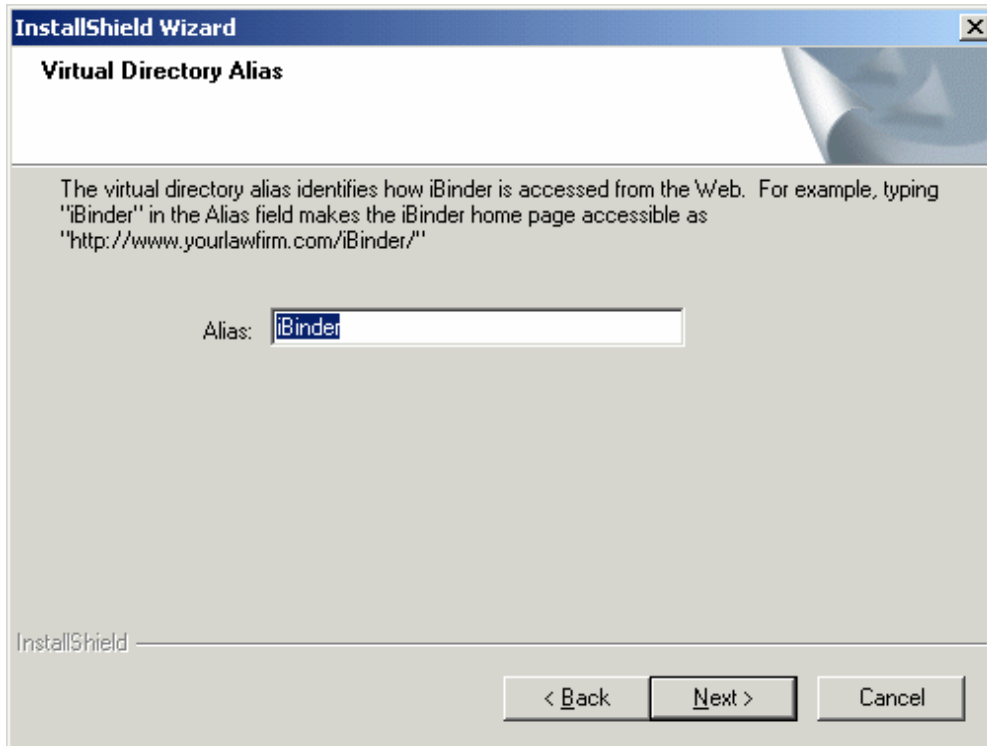 InstallShield Wizard
Virtual Directory Alias
The virtual directory alias identifies how iBinder is accessed from the Web.  For example, typing
"iBinder" in the Alias field makes the iBinder home page accessible as
"http://www.yourlawfirm.com/iBinder/"
Alias: iBinder
InstallShield
< Back Next > Cancel